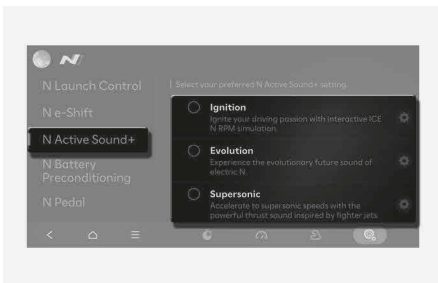 N
N Launch Control
Select your preferred N Active Sound+ setting.
N e-Shift
Ignition
Ignite your driving passion with interactive ICE
N RPM simulation.
N Active Sound+
Evolution
Experience the evolutionary future sound of
electric N.
N Battery
Preconditioning
Supersonic
Accelerate to supersonic speeds with the
powerful thrust sound inspired by fighter jets
N Pedal